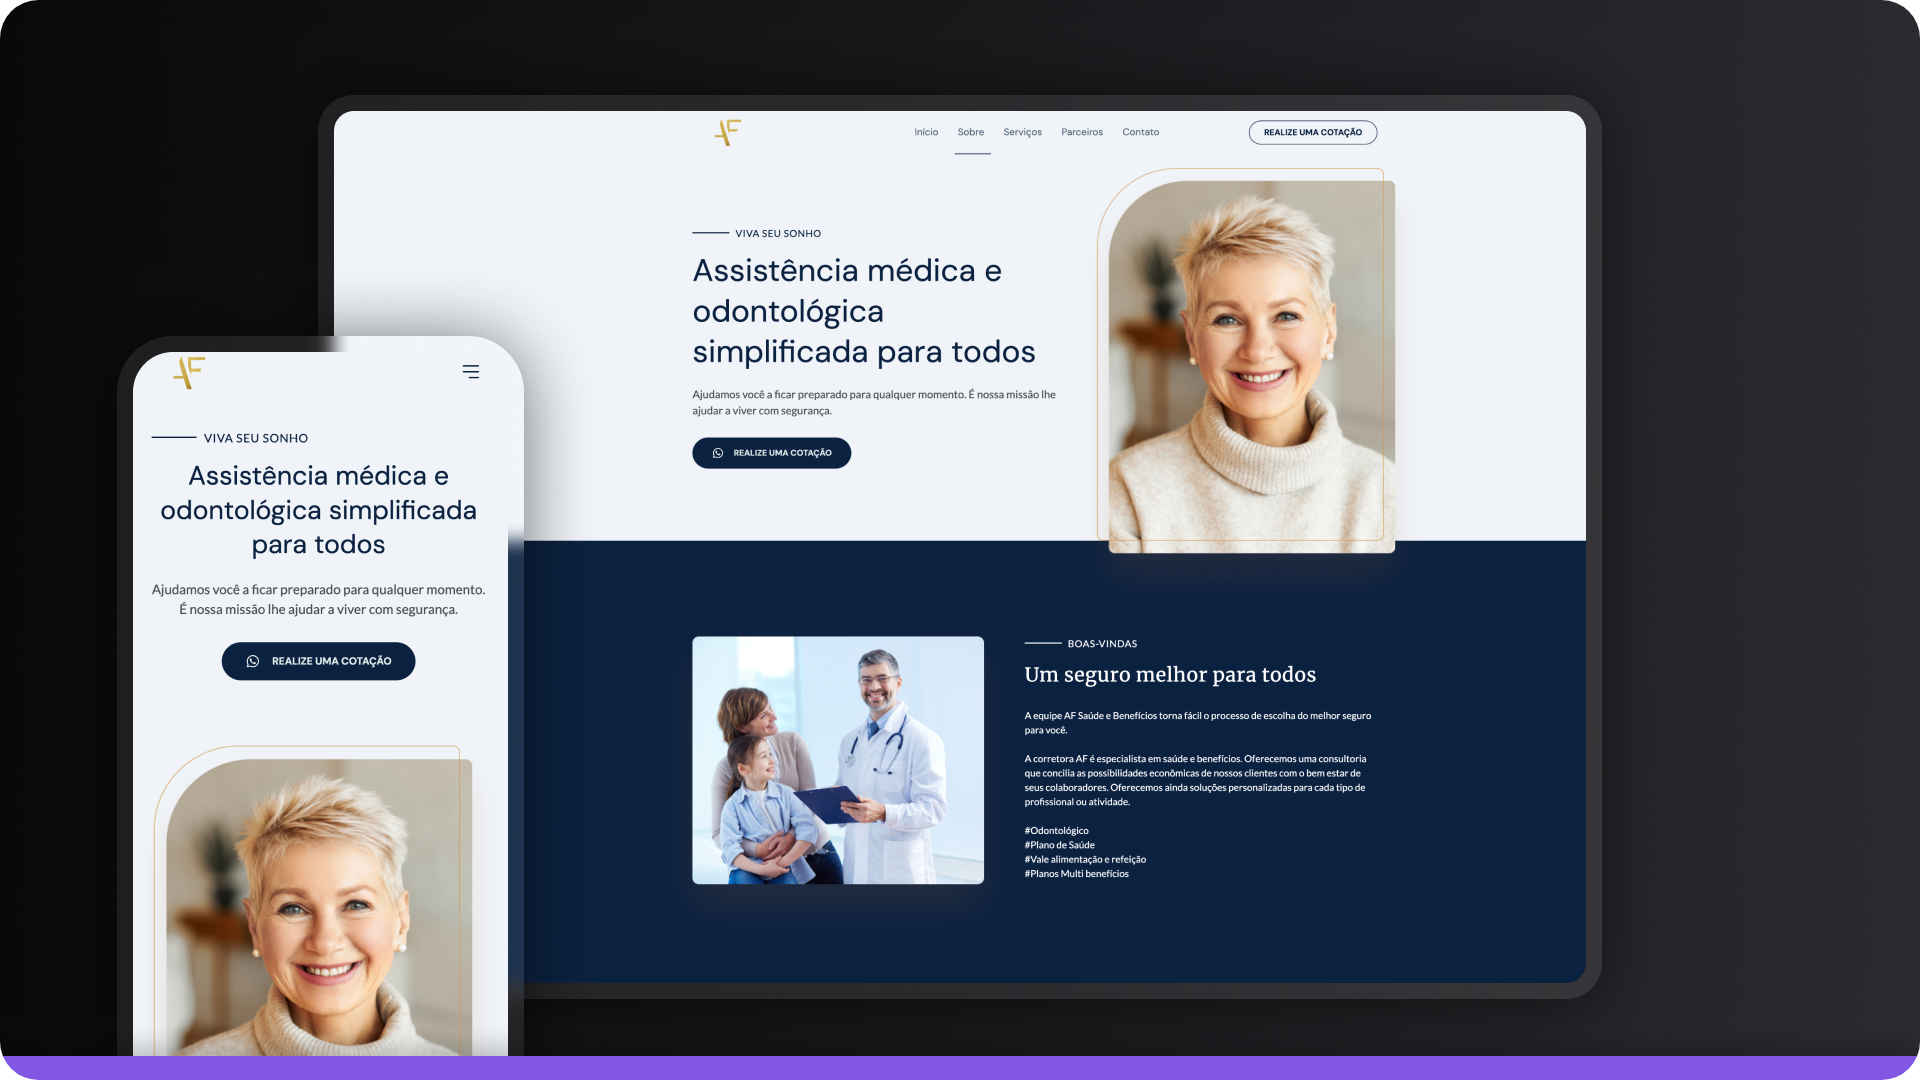 AF
Início Sobre Serviços Parceiros Contato REALIZE UMA COTAÇÃO
VIVA SEU SONHO
Assistência médica e
odontológica
simplificada para todos
Ajudamos você a ficar preparado para qualquer momento. É nossa missão lhe
ajudar a viver com segurança.
REALIZE UMA COTAÇÃO
BOAS-VINDAS
Um seguro melhor para todos
A equipe AF Saúde e Benefícios torna fácil o processo de escolha do melhor seguro
para você.
A corretora AF é especialista em saúde e benefícios. Oferecemos uma consultoria
que concilia as possibilidades econômicas de nossos clientes com o bem estar de
seus colaboradores. Oferecemos ainda soluções personalizadas para cada tipo de
profissional ou atividade.
#Odontológico
#Plano de Saúde
#Vale alimentação e refeição
#Planos Multi benefícios
AF
VIVA SEU SONHO
Assistência médica e
odontológica simplificada
para todos
Ajudamos você a ficar preparado para qualquer momento.
É nossa missão lhe ajudar a viver com segurança.
REALIZE UMA COTAÇÃO